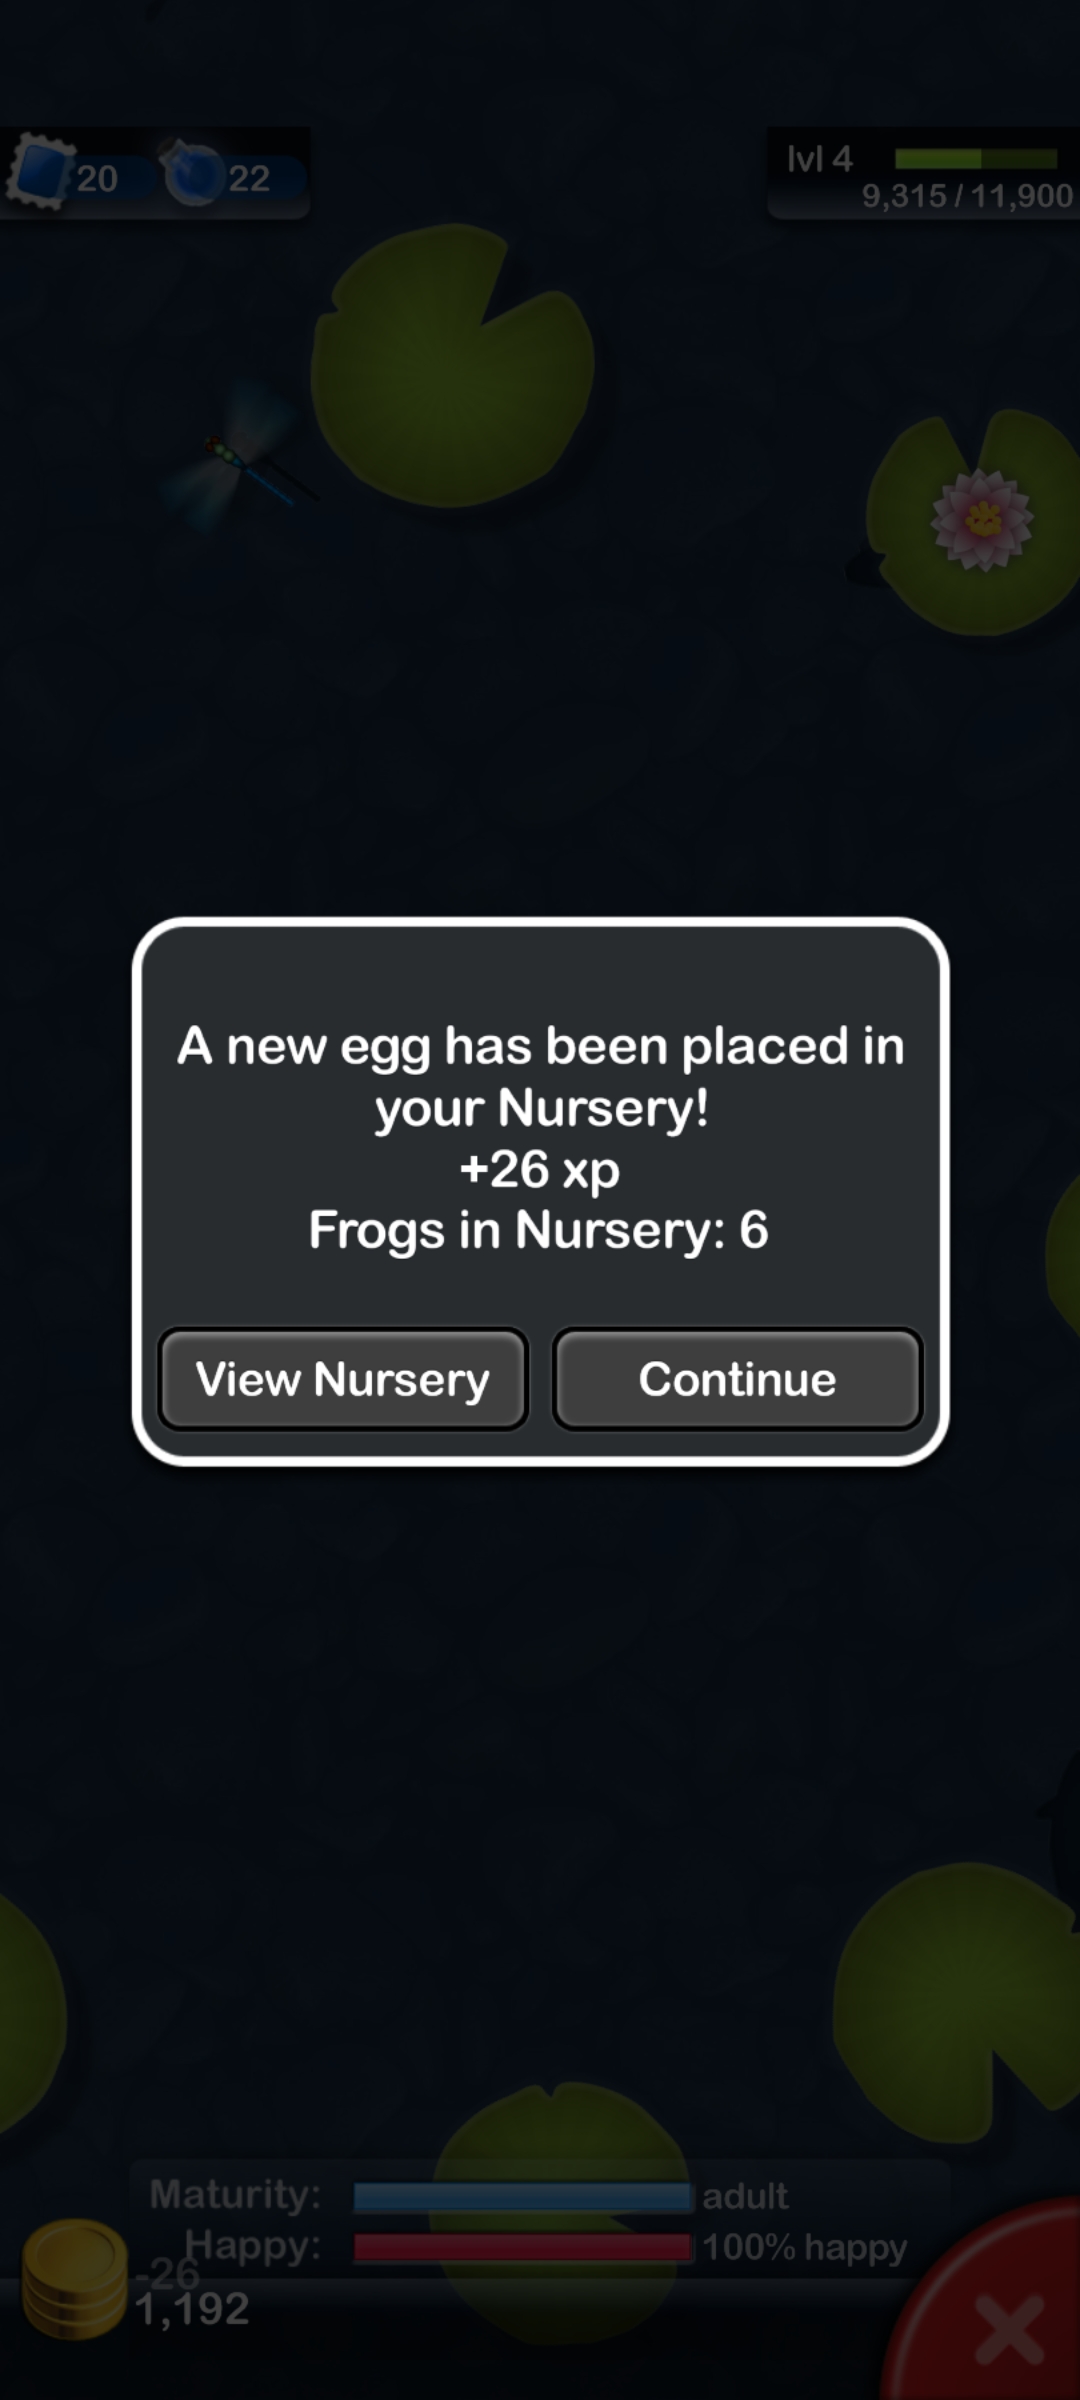 20 22
lvl 4
9,315 / 11,900
A new egg has been placed in
your Nursery!
+26 xp
Frogs in Nursery: 6
View Nursery Continue
Maturity: adult
Happy: 100% happy
-26
1,192